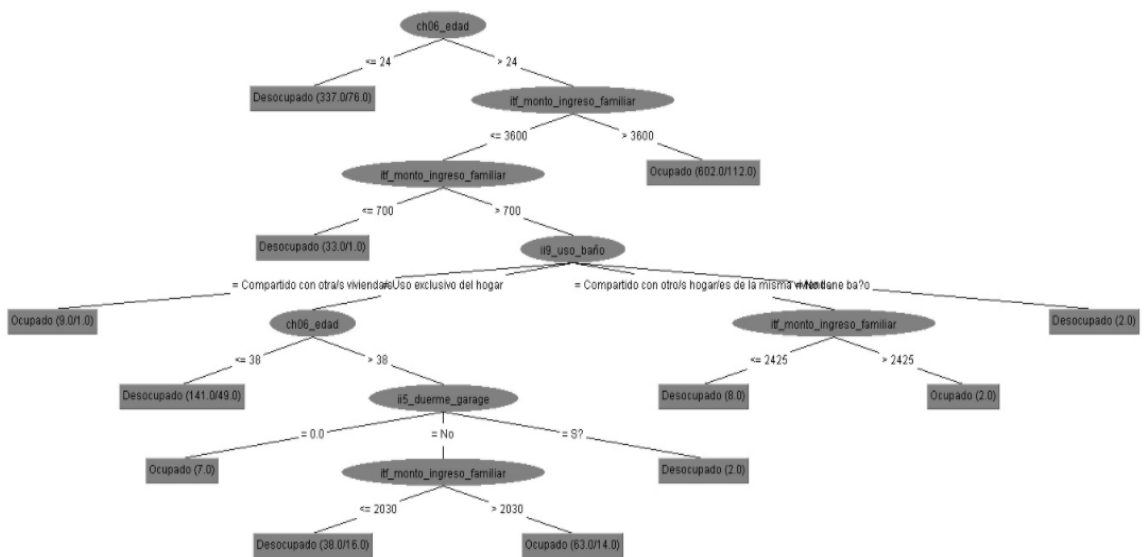 ch06_edad
<= 24
> 24
Desocupado (337.0/76.0)
itf_monto_ingreso_familiar
<= 3600
> 3600
itf_monto_ingreso_familiar
Ocupado (602.0/112.0)
<= 700
> 700
Desocupado (33.0/1.0)
ii9_uso_baño
= Compartido con otra/s vivienda/s
= Uso exclusivo del hogar
= Compartido con otro/s hogar/es de la misma vivienda
= No tiene ba?o
Ocupado (9.0/1.0)
ch06_edad
itf_monto_ingreso_familiar
Desocupado (2.0)
<= 38
> 38
<= 2425
> 2425
Desocupado (141.0/49.0)
ii5_duerme_garage
Desocupado (8.0)
Ocupado (2.0)
= 0.0
= No
= S?
Ocupado (7.0)
itf_monto_ingreso_familiar
Desocupado (2.0)
<= 2030
> 2030
Desocupado (38.0/16.0)
Ocupado (63.0/14.0)